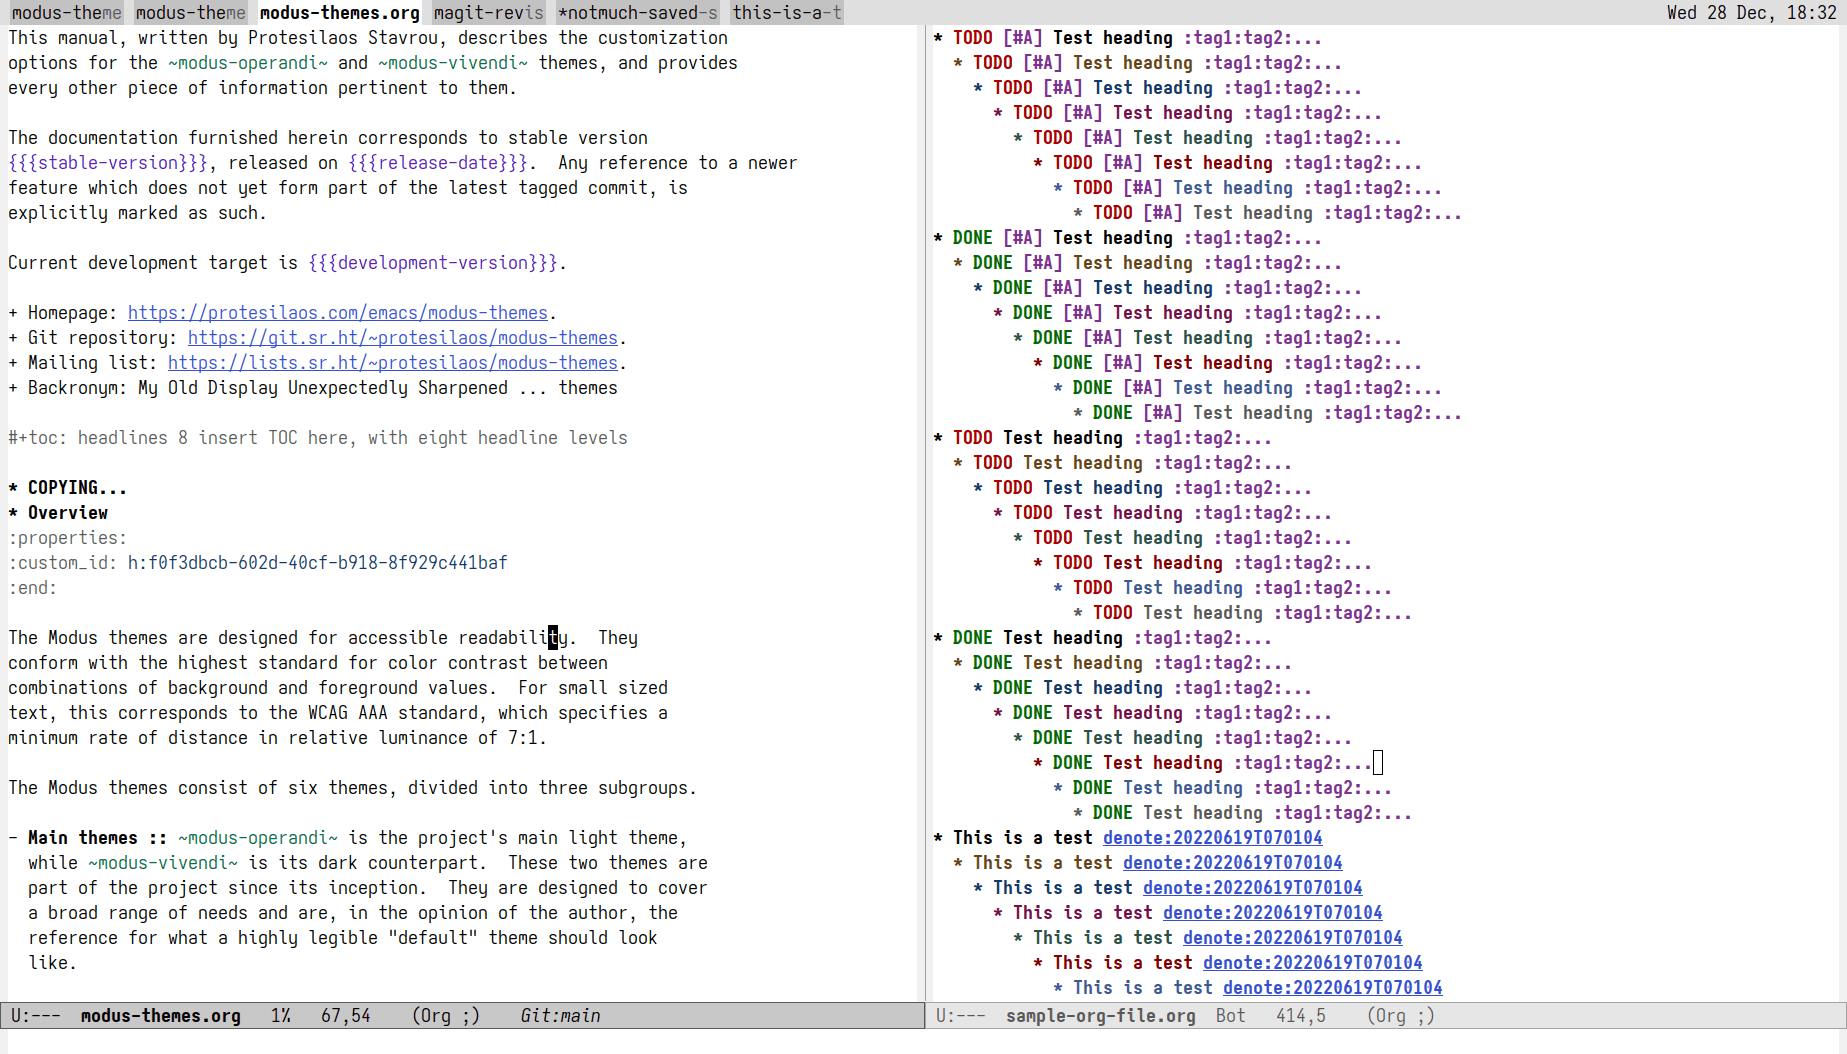 modus-theme modus-theme modus-themes.org magit-revis *notmuch-saved-s this-is-a-t Wed 28 Dec, 18:32
This manual, written by Protesilaos Stavrou, describes the customization
options for the ~modus-operandi~ and ~modus-vivendi~ themes, and provides
every other piece of information pertinent to them.
The documentation furnished herein corresponds to stable version
{{{stable-version}}}, released on {{{release-date}}}.  Any reference to a newer
feature which does not yet form part of the latest tagged commit, is
explicitly marked as such.
Current development target is {{{development-version}}}.
+ Homepage: https://protesilaos.com/emacs/modus-themes.
+ Git repository: https://git.sr.ht/~protesilaos/modus-themes.
+ Mailing list: https://lists.sr.ht/~protesilaos/modus-themes.
+ Backronym: My Old Display Unexpectedly Sharpened ... themes
#+toc: headlines 8 insert TOC here, with eight headline levels
* COPYING...
* Overview
:properties:
:custom_id: h:f0f3dbcb-602d-40cf-b918-8f929c441baf
:end:
The Modus themes are designed for accessible readability.  They
conform with the highest standard for color contrast between
combinations of background and foreground values.  For small sized
text, this corresponds to the WCAG AAA standard, which specifies a
minimum rate of distance in relative luminance of 7:1.
The Modus themes consist of six themes, divided into three subgroups.
- Main themes :: ~modus-operandi~ is the project's main light theme,
while ~modus-vivendi~ is its dark counterpart.  These two themes are
part of the project since its inception.  They are designed to cover
a broad range of needs and are, in the opinion of the author, the
reference for what a highly legible "default" theme should look
like.
U:--- modus-themes.org 1% 67,54 (Org ;) Git:main
* TODO [#A] Test heading :tag1:tag2:...
* TODO [#A] Test heading :tag1:tag2:...
* TODO [#A] Test heading :tag1:tag2:...
* TODO [#A] Test heading :tag1:tag2:...
* TODO [#A] Test heading :tag1:tag2:...
* TODO [#A] Test heading :tag1:tag2:...
* TODO [#A] Test heading :tag1:tag2:...
* TODO [#A] Test heading :tag1:tag2:...
* DONE [#A] Test heading :tag1:tag2:...
* DONE [#A] Test heading :tag1:tag2:...
* DONE [#A] Test heading :tag1:tag2:...
* DONE [#A] Test heading :tag1:tag2:...
* DONE [#A] Test heading :tag1:tag2:...
* DONE [#A] Test heading :tag1:tag2:...
* DONE [#A] Test heading :tag1:tag2:...
* DONE [#A] Test heading :tag1:tag2:...
* TODO Test heading :tag1:tag2:...
* TODO Test heading :tag1:tag2:...
* TODO Test heading :tag1:tag2:...
* TODO Test heading :tag1:tag2:...
* TODO Test heading :tag1:tag2:...
* TODO Test heading :tag1:tag2:...
* TODO Test heading :tag1:tag2:...
* TODO Test heading :tag1:tag2:...
* DONE Test heading :tag1:tag2:...
* DONE Test heading :tag1:tag2:...
* DONE Test heading :tag1:tag2:...
* DONE Test heading :tag1:tag2:...
* DONE Test heading :tag1:tag2:...
* DONE Test heading :tag1:tag2:...
* DONE Test heading :tag1:tag2:...
* DONE Test heading :tag1:tag2:...
* This is a test denote:20220619T070104
* This is a test denote:20220619T070104
* This is a test denote:20220619T070104
* This is a test denote:20220619T070104
* This is a test denote:20220619T070104
* This is a test denote:20220619T070104
* This is a test denote:20220619T070104
U:--- sample-org-file.org Bot 414,5 (Org ;)